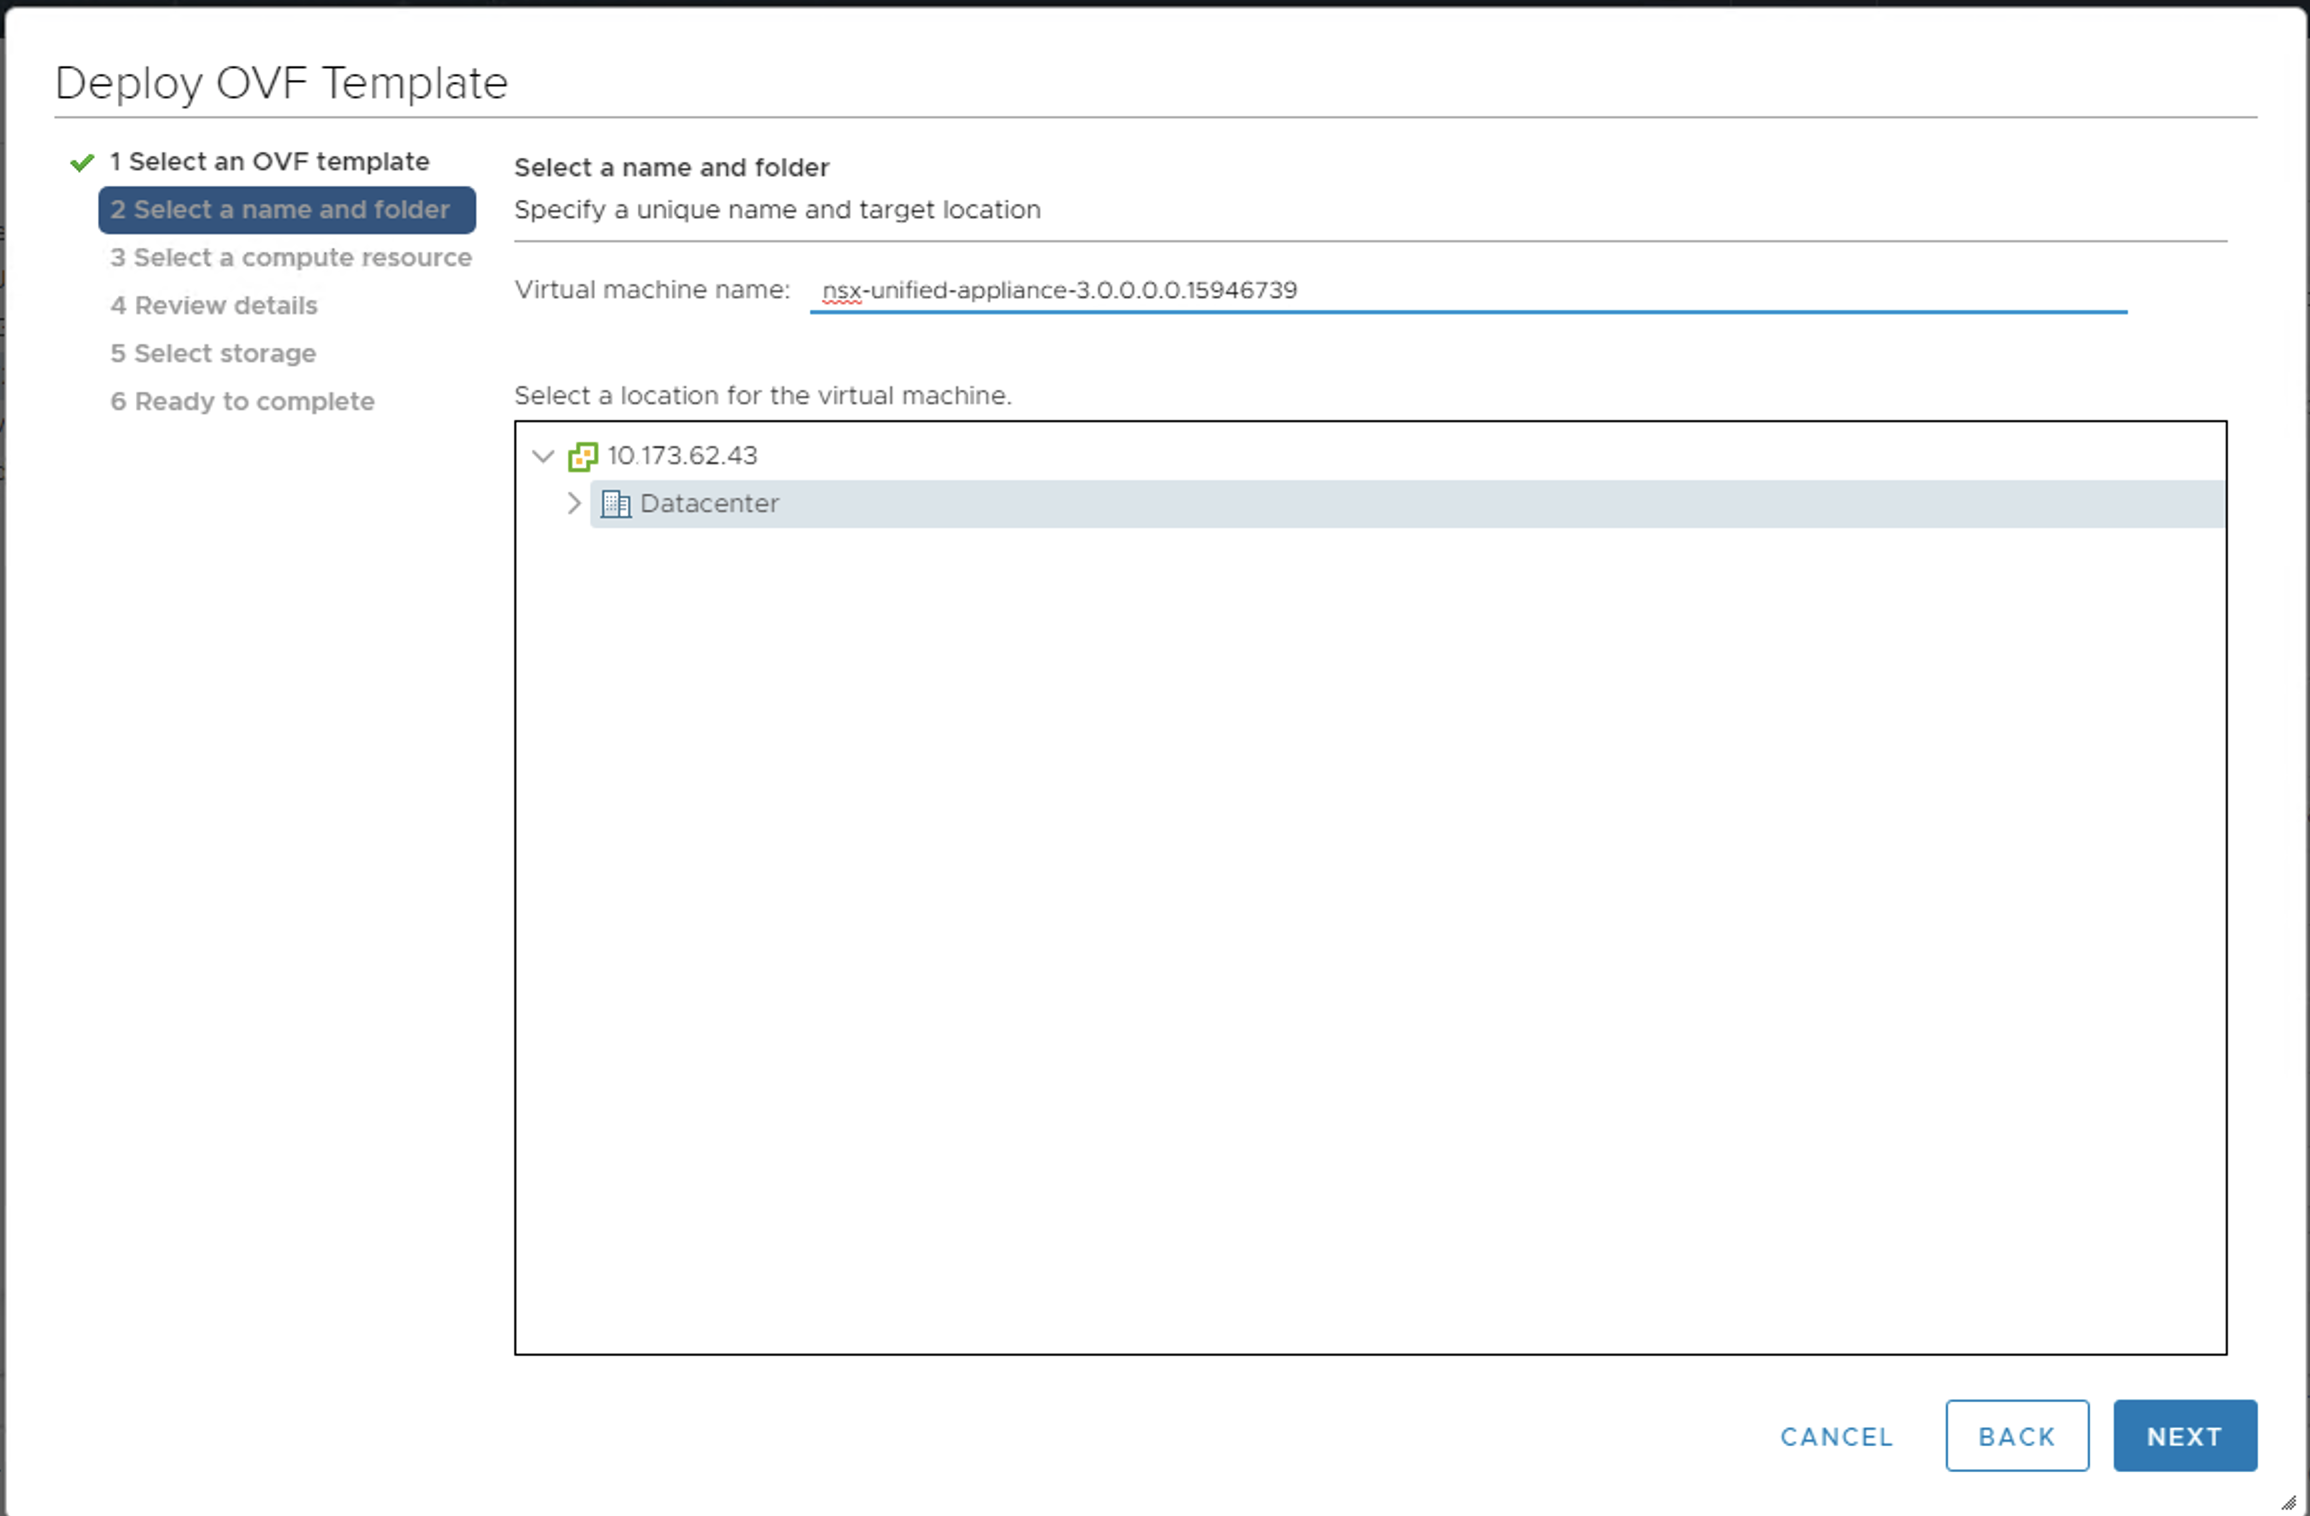 Deploy OVF Template
1 Select an OVF template
2 Select a name and folder
3 Select a compute resource
4 Review details
5 Select storage
6 Ready to complete
Select a name and folder
Specify a unique name and target location
Virtual machine name: nsx-unified-appliance-3.0.0.0.0.15946739
Select a location for the virtual machine.
10.173.62.43
Datacenter
CANCEL BACK NEXT